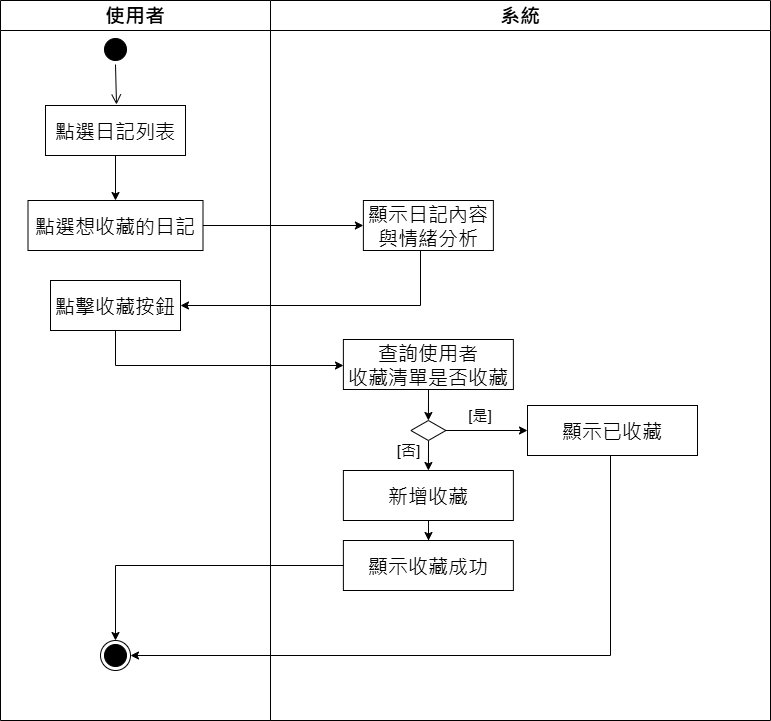 使用者
系統
點選日記列表
點選想收藏的日記
顯示日記內容
與情緒分析
點擊收藏按鈕
查詢使用者
收藏清單是否收藏
[是]
顯示已收藏
[否]
新增收藏
顯示收藏成功